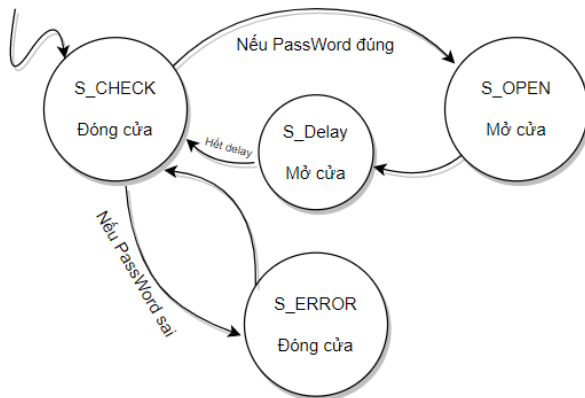 Nếu PassWord đúng
S_CHECK
Đóng cửa
S_OPEN
Mở cửa
S_Delay
Mở cửa
Hết delay
Nếu PassWord sai
S_ERROR
Đóng cửa